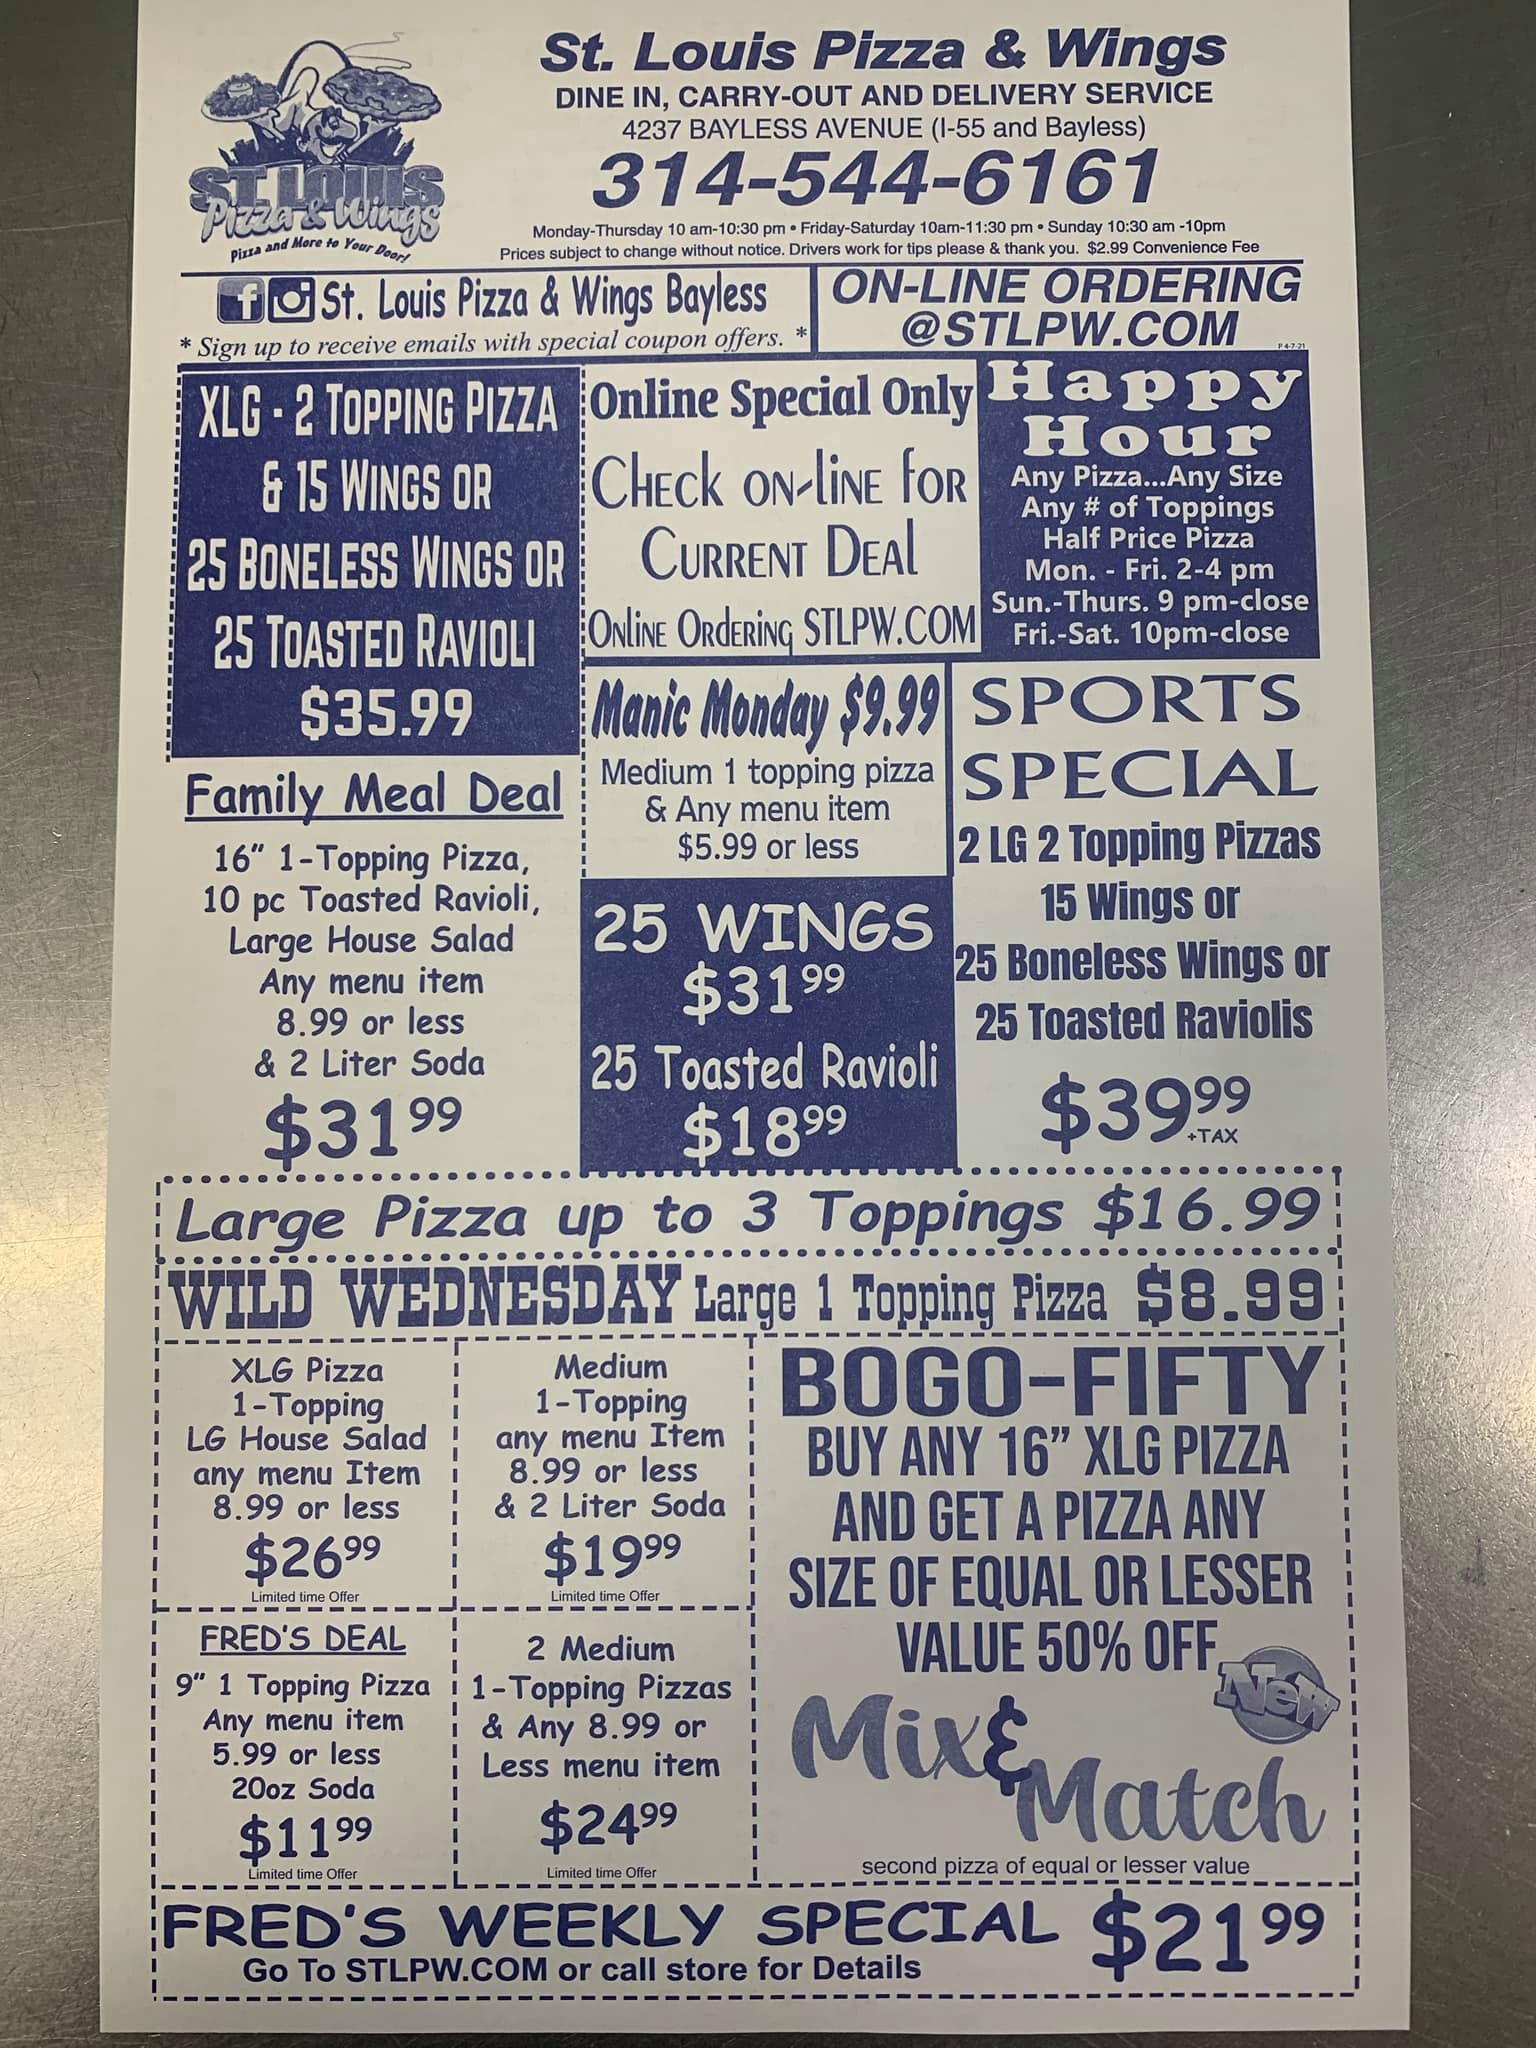 St. Louis Pizza & Wings
DINE IN, CARRY-OUT AND DELIVERY SERVICE
4237 BAYLESS AVENUE (I-55 and Bayless)
314-544-6161
Monday-Thursday 10 am-10:30 pm • Friday-Saturday 10am-11:30 pm • Sunday 10:30 am -10pm
Prices subject to change without notice. Drivers work for tips please & thank you. $2.99 Convenience Fee
ST. LOUIS
Pizza & Wings
Pizza and More to Your Door!
f St. Louis Pizza & Wings Bayless
* Sign up to receive emails with special coupon offers. *
ON-LINE ORDERING
@STLPW.COM
P 4-7-21
XLG - 2 TOPPING PIZZA
& 15 WINGS OR
25 BONELESS WINGS OR
25 TOASTED RAVIOLI
$35.99
Online Special Only
CHECK ON-LINE FOR
CURRENT DEAL
ONLINE ORDERING STLPW.COM
Happy
Hour
Any Pizza...Any Size
Any # of Toppings
Half Price Pizza
Mon. - Fri. 2-4 pm
Sun.-Thurs. 9 pm-close
Fri.-Sat. 10pm-close
Manic Monday $9.99
Medium 1 topping pizza
& Any menu item
$5.99 or less
SPORTS
SPECIAL
2 LG 2 Topping Pizzas
15 Wings or
25 Boneless Wings or
25 Toasted Raviolis
$39.99
+TAX
Family Meal Deal
16" 1-Topping Pizza,
10 pc Toasted Ravioli,
Large House Salad
Any menu item
8.99 or less
& 2 Liter Soda
$31 99
25 WINGS
$31 99
25 Toasted Ravioli
$18 99
Large Pizza up to 3 Toppings $16.99
WILD WEDNESDAY Large 1 Topping Pizza $8.99
XLG Pizza
1-Topping
LG House Salad
any menu Item
8.99 or less
$26 99
Limited time Offer
Medium
1-Topping
any menu Item
8.99 or less
& 2 Liter Soda
$19 99
Limited time Offer
BOGO-FIFTY
BUY ANY 16" XLG PIZZA
AND GET A PIZZA ANY
SIZE OF EQUAL OR LESSER
VALUE 50% OFF
New
Mix &
Match
second pizza of equal or lesser value
FRED'S DEAL
9" 1 Topping Pizza
Any menu item
5.99 or less
20oz Soda
$11 99
Limited time Offer
2 Medium
1-Topping Pizzas
& Any 8.99 or
Less menu item
$24 99
Limited time Offer
FRED'S WEEKLY SPECIAL $21 99
Go To STLPW.COM or call store for Details